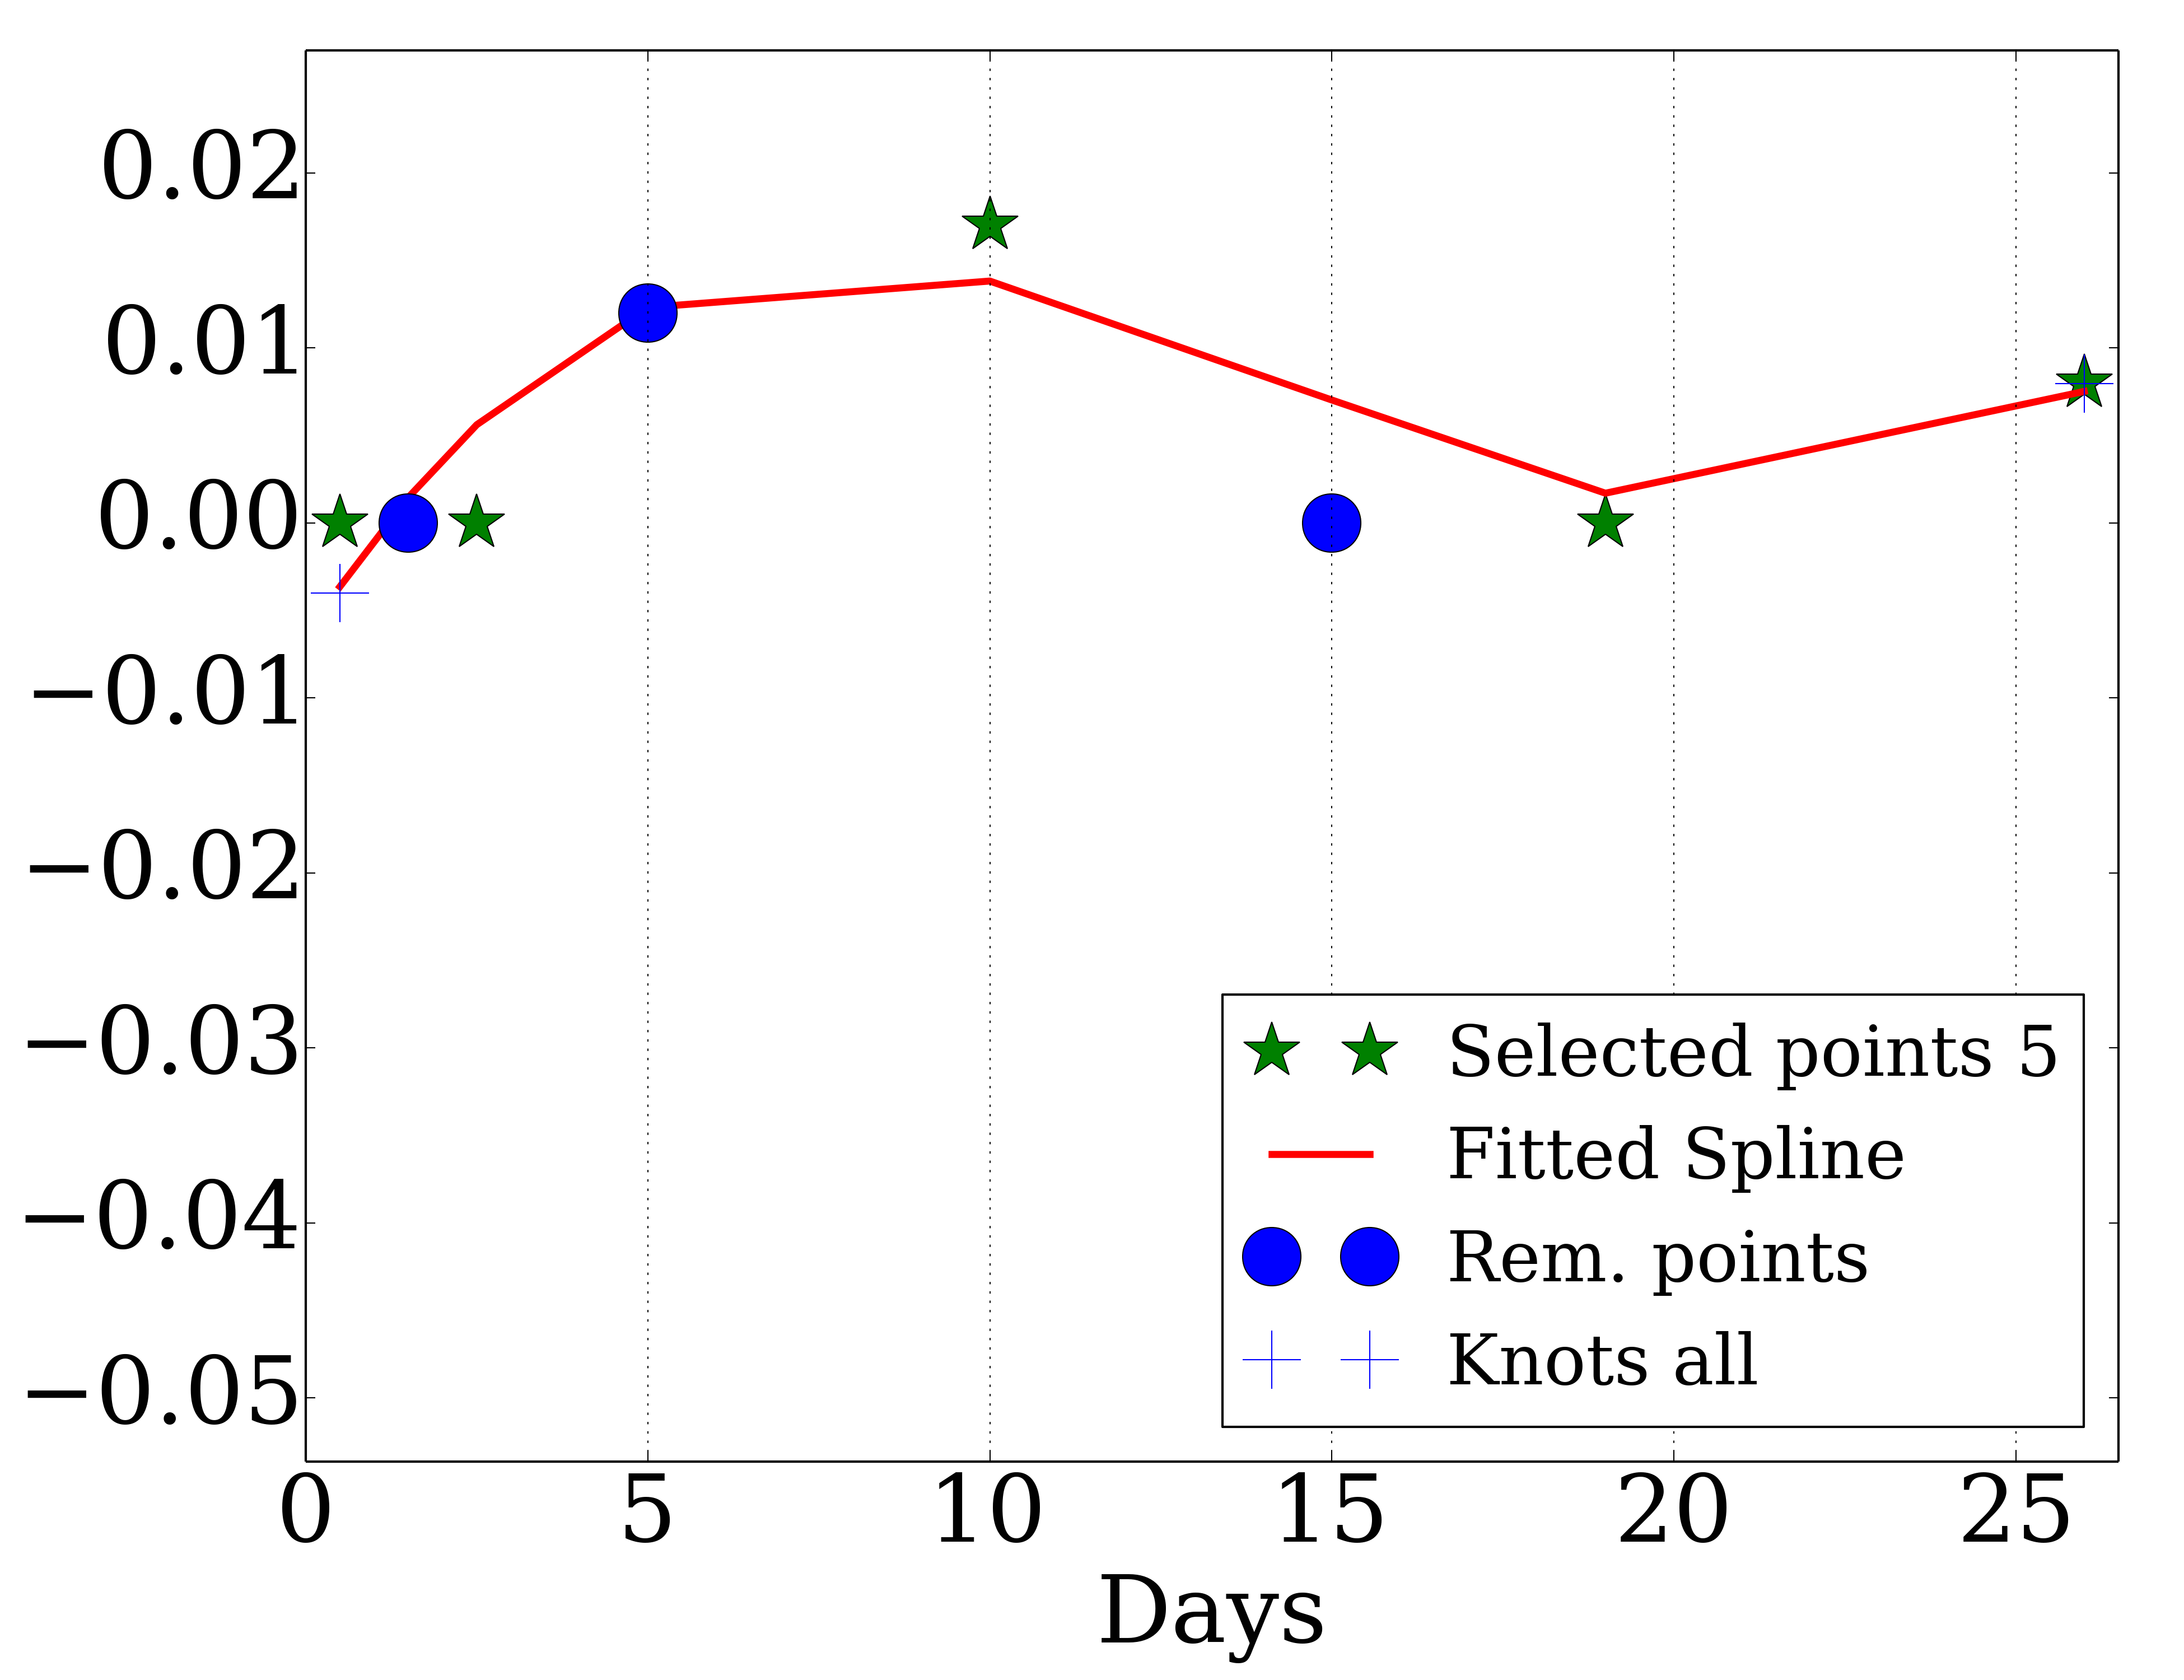 0.02
0.01
0.00
−0.01
−0.02
−0.03
−0.04
−0.05
Selected points 5
Fitted Spline
Rem. points
Knots all
0 5 10 15 20 25
Days